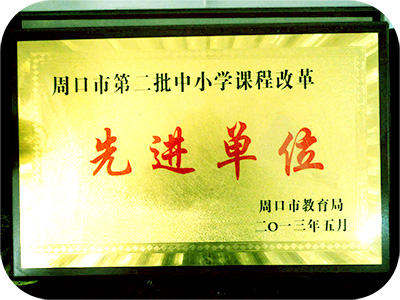 周口市第二批中小学课程改革
先进单位
周口市教育局
二〇一三年五月